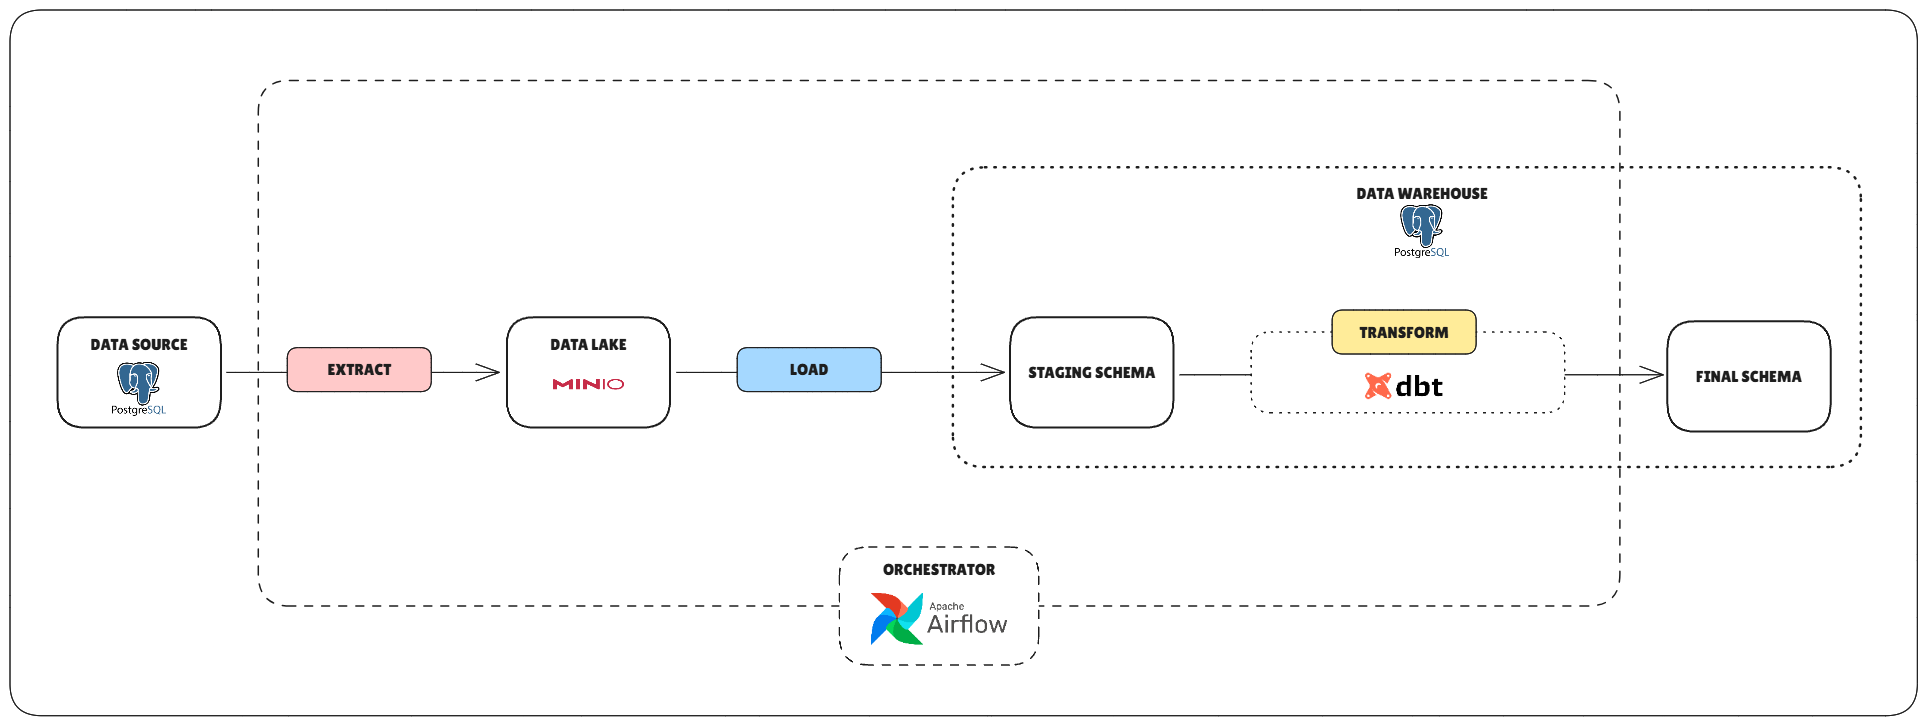 DATA WAREHOUSE
PostgreSQL
DATA SOURCE
PostgreSQL
EXTRACT
DATA LAKE
MINIO
LOAD
STAGING SCHEMA
TRANSFORM
dbt
FINAL SCHEMA
ORCHESTRATOR
Apache
Airflow